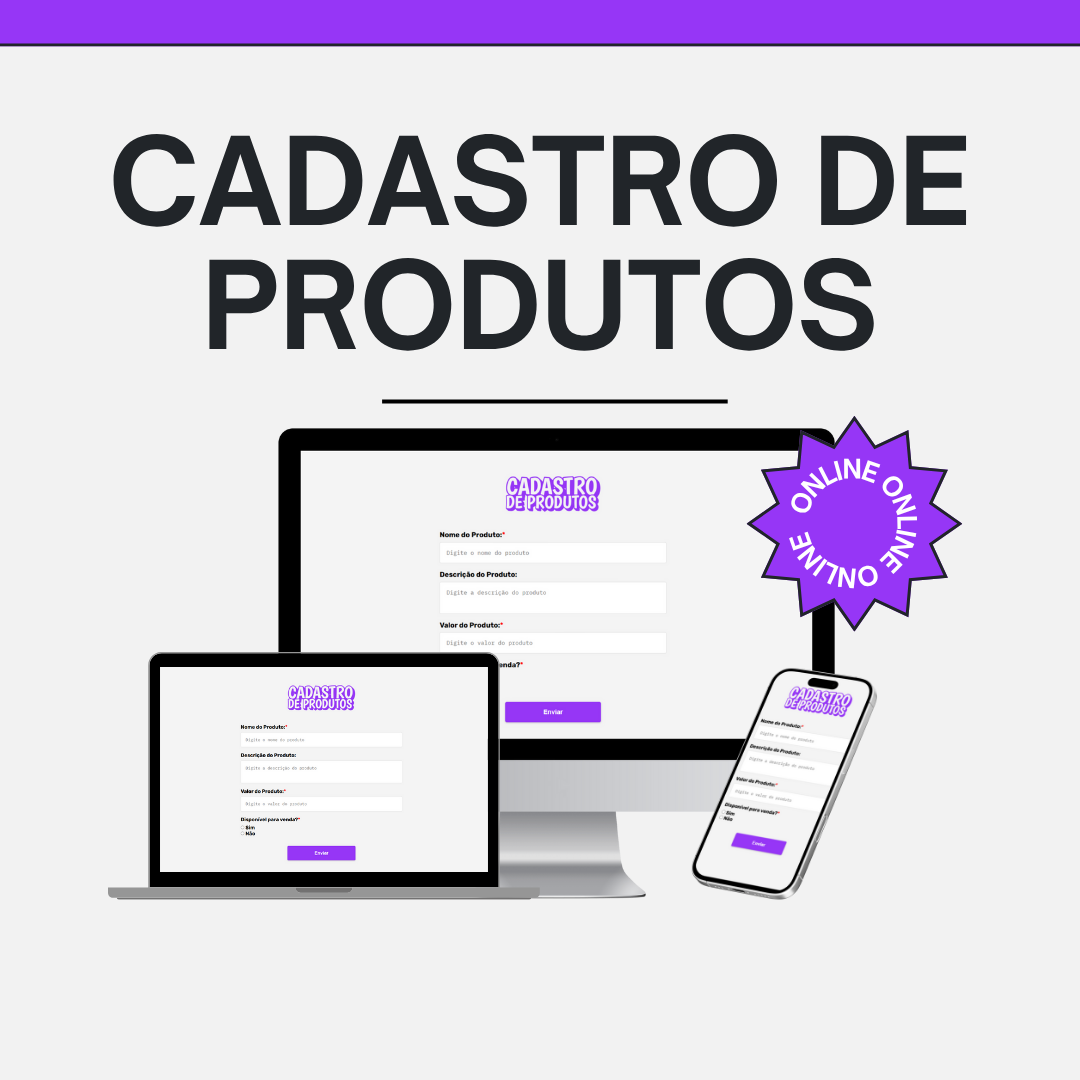 CADASTRO DE
PRODUTOS
ONLINE ONLINE ONLINE
CADASTRO
DE PRODUTOS
Nome do Produto:*
Digite o nome do produto
Descrição do Produto:
Digite a descrição do produto
Valor do Produto:*
Digite o valor do produto
enda?*
Enviar
CADASTRO
DE PRODUTOS
Nome do Produto:*
Digite o nome do produto
Descrição do Produto:
Digite a descrição do produto
Valor do Produto:*
Digite o valor do produto
Disponível para venda?*
Sim
Não
Enviar
CADASTRO
DE PRODUTOS
Nome do Produto:*
Digite o nome do produto
Descrição do Produto:
Digite a descrição do produto
Valor do Produto:*
Digite o valor do produto
Disponível para venda?*
Sim
Não
Enviar